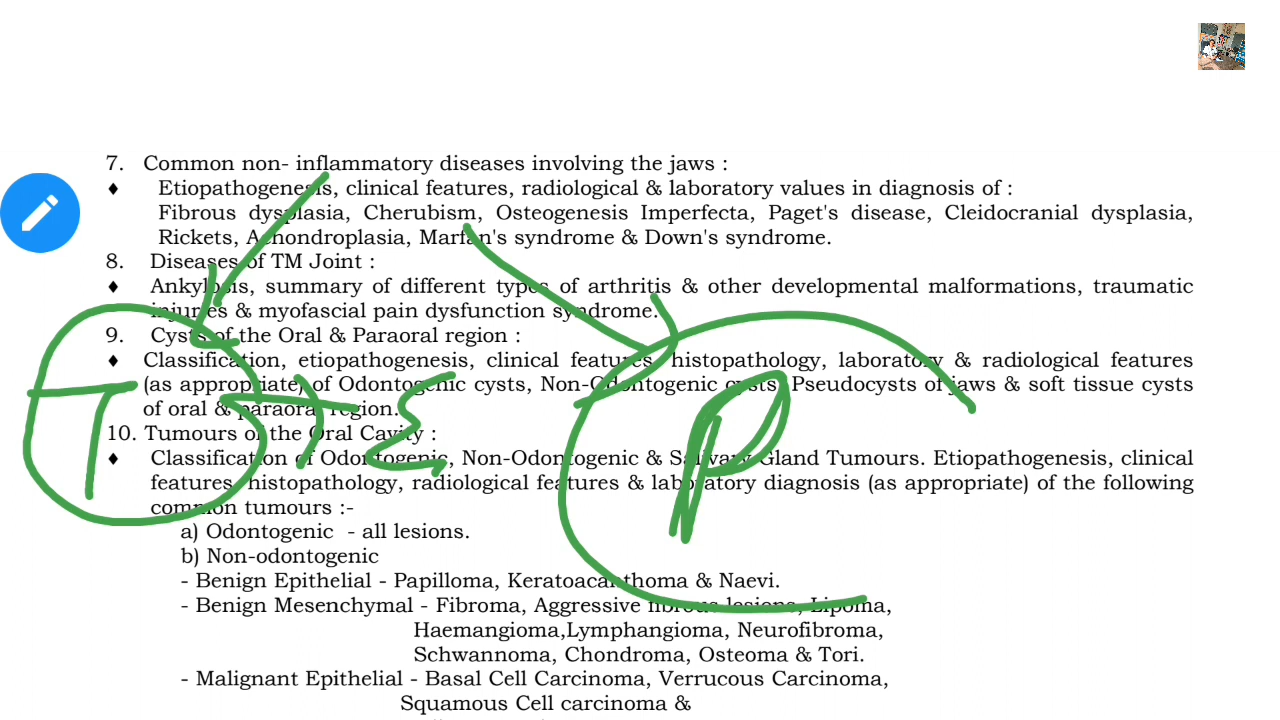 7. Common non- inflammatory diseases involving the jaws :
♦ Etiopathogenesis, clinical features, radiological & laboratory values in diagnosis of :
Fibrous dysplasia, Cherubism, Osteogenesis Imperfecta, Paget's disease, Cleidocranial dysplasia,
Rickets, Achondroplasia, Marfan's syndrome & Down's syndrome.
8. Diseases of TM Joint :
♦ Ankylosis, summary of different types of arthritis & other developmental malformations, traumatic
injuries & myofascial pain dysfunction syndrome.
9. Cysts of the Oral & Paraoral region :
♦ Classification, etiopathogenesis, clinical features, histopathology, laboratory & radiological features
(as appropriate) of Odontogenic cysts, Non-Odontogenic cysts, Pseudocysts of jaws & soft tissue cysts
of oral & paraoral region.
10. Tumours of the Oral Cavity :
♦ Classification of Odontogenic, Non-Odontogenic & Salivary Gland Tumours. Etiopathogenesis, clinical
features, histopathology, radiological features & laboratory diagnosis (as appropriate) of the following
common tumours :-
a) Odontogenic - all lesions.
b) Non-odontogenic
- Benign Epithelial - Papilloma, Keratoacanthoma & Naevi.
- Benign Mesenchymal - Fibroma, Aggressive fibrous lesions, Lipoma,
Haemangioma,Lymphangioma, Neurofibroma,
Schwannoma, Chondroma, Osteoma & Tori.
- Malignant Epithelial - Basal Cell Carcinoma, Verrucous Carcinoma,
Squamous Cell carcinoma &
T
P